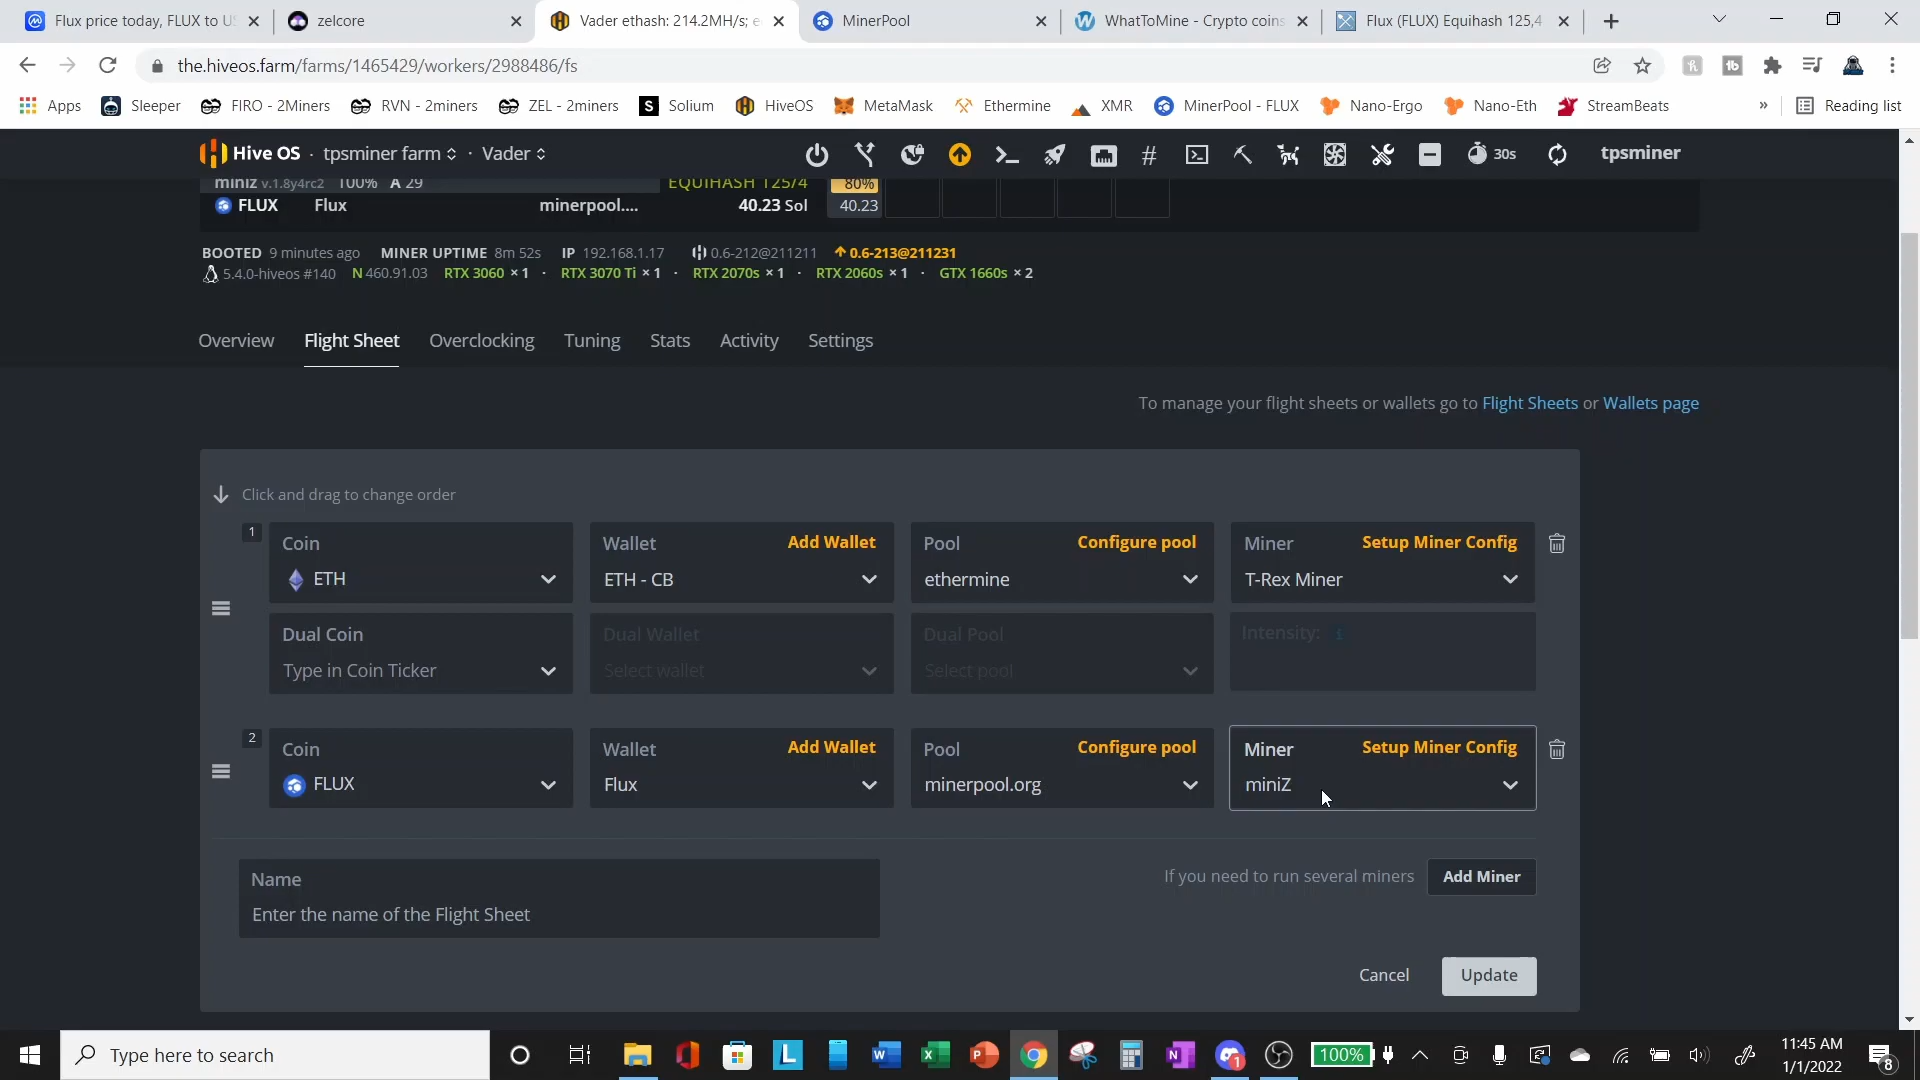 Flux price today, FLUX to US
zelcore
Vader ethash: 214.2MH/s; e
MinerPool
WhatToMine - Crypto coins
Flux (FLUX) Equihash 125,4
the.hiveos.farm/farms/1465429/workers/2988486/fs
Apps
Sleeper
FIRO - 2Miners
RVN - 2miners
ZEL - 2miners
Solium
HiveOS
MetaMask
Ethermine
XMR
MinerPool - FLUX
Nano-Ergo
Nano-Eth
StreamBeats
»
Reading list
Hive OS · tpsminer farm · Vader
30s
tpsminer
miniz v.1.8y4rc2 100% A 29
EQUIHASH 125/4
80%
FLUX Flux minerpool.... 40.23 Sol 40.23
BOOTED 9 minutes ago MINER UPTIME 8m 52s IP 192.168.1.17 0.6-212@211211 0.6-213@211231
5.4.0-hiveos #140 N 460.91.03 RTX 3060 ×1 · RTX 3070 Ti ×1 · RTX 2070s ×1 · RTX 2060s ×1 · GTX 1660s ×2
Overview
Flight Sheet
Overclocking
Tuning
Stats
Activity
Settings
To manage your flight sheets or wallets go to Flight Sheets or Wallets page
Click and drag to change order
1
Coin
ETH
Wallet Add Wallet
ETH - CB
Pool Configure pool
ethermine
Miner Setup Miner Config
T-Rex Miner
Dual Coin
Type in Coin Ticker
Dual Wallet
Select wallet
Dual Pool
Select pool
Intensity:
2
Coin
FLUX
Wallet Add Wallet
Flux
Pool Configure pool
minerpool.org
Miner Setup Miner Config
miniZ
Name
Enter the name of the Flight Sheet
If you need to run several miners
Add Miner
Cancel
Update
Type here to search
100%
11:45 AM
1/1/2022
1
8